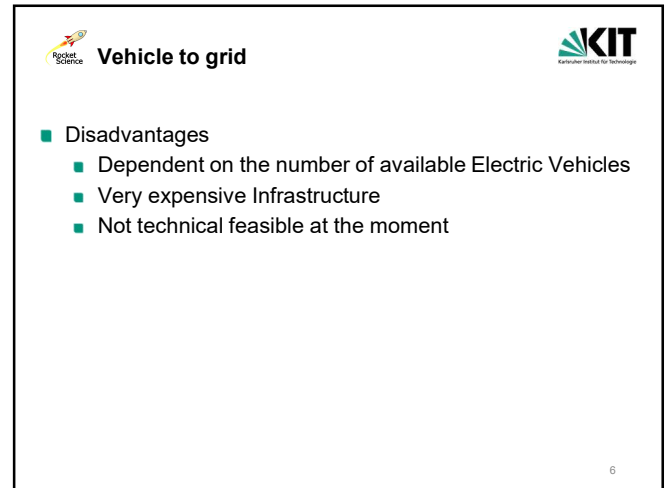 Rocket
Science
Vehicle to grid
KIT
Karlsruher Institut für Technologie
Disadvantages
Dependent on the number of available Electric Vehicles
Very expensive Infrastructure
Not technical feasible at the moment
6